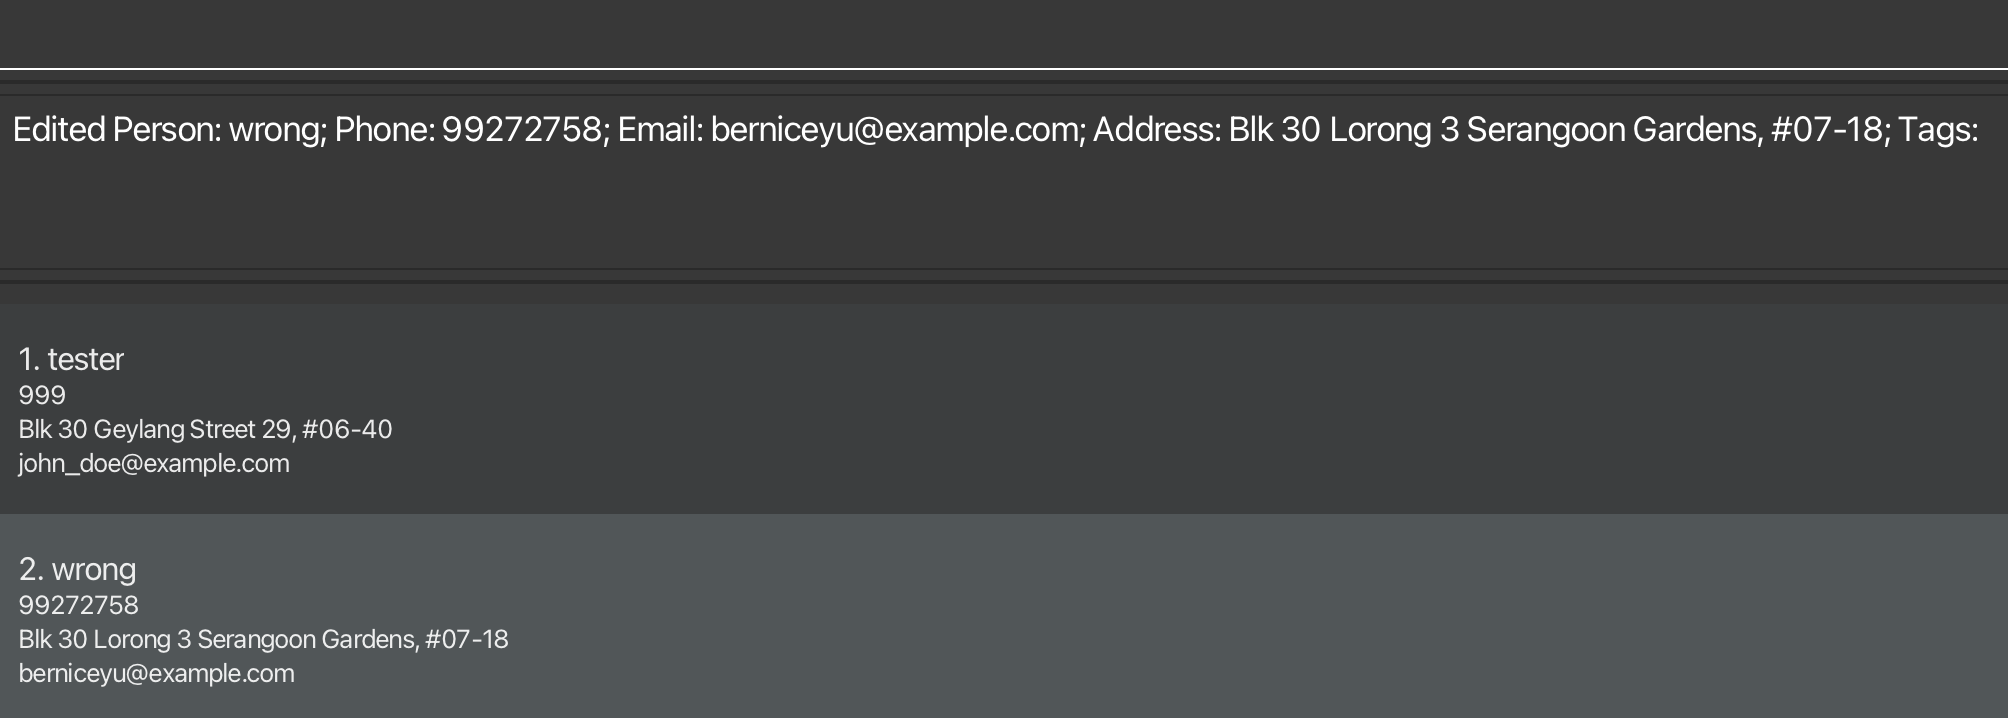 Edited Person: wrong; Phone: 99272758; Email: berniceyu@example.com; Address: Blk 30 Lorong 3 Serangoon Gardens, #07-18; Tags:
1. tester
999
Blk 30 Geylang Street 29, #06-40
john_doe@example.com
2. wrong
99272758
Blk 30 Lorong 3 Serangoon Gardens, #07-18
berniceyu@example.com